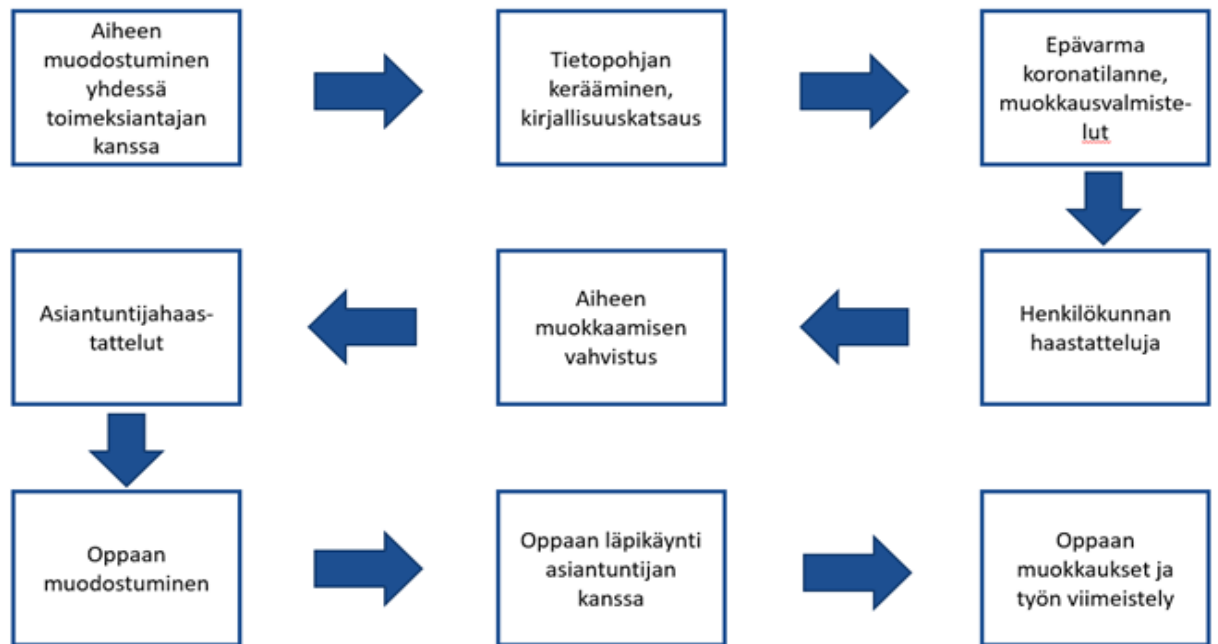 Aiheen
muodostuminen
yhdessä
toimeksiantajan
kanssa
Tietopohjan
kerääminen,
kirjallisuuskatsaus
Epävarma
koronatilanne,
muokkausvalmiste-
lut
Henkilökunnan
haastatteluja
Aiheen
muokkaamisen
vahvistus
Asiantuntijahaas-
tattelut
Oppaan
muodostuminen
Oppaan läpikäynti
asiantuntijan
kanssa
Oppaan
muokkaukset ja
työn viimeistely